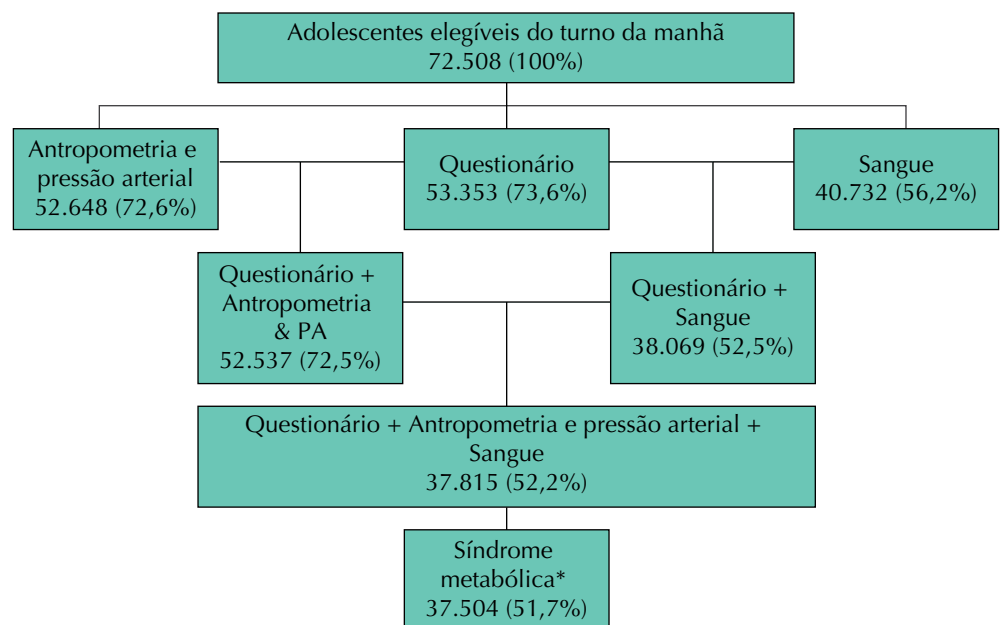 Adolescentes elegíveis do turno da manhã
72.508 (100%)
Antropometria e
pressão arterial
52.648 (72,6%)
Questionário
53.353 (73,6%)
Sangue
40.732 (56,2%)
Questionário +
Antropometria
& PA
52.537 (72,5%)
Questionário +
Sangue
38.069 (52,5%)
Questionário + Antropometria e pressão arterial +
Sangue
37.815 (52,2%)
Síndrome
metabólica*
37.504 (51,7%)